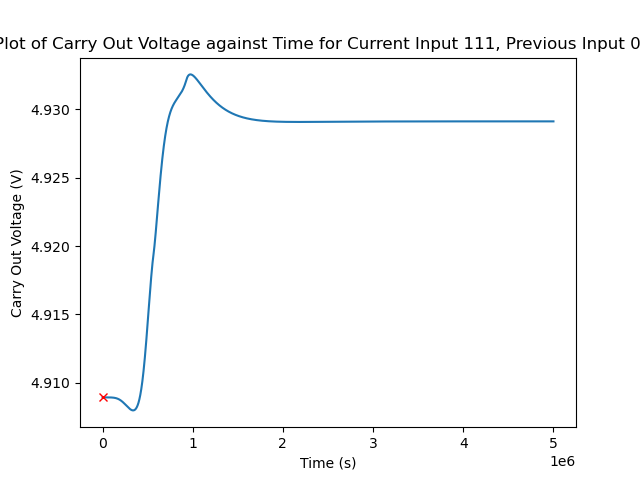 Plot of Carry Out Voltage against Time for Current Input 111, Previous Input 0
4.930
4.925
4.920
4.915
4.910
Carry Out Voltage (V)
0 1 2 3 4 5
1e6
Time (s)